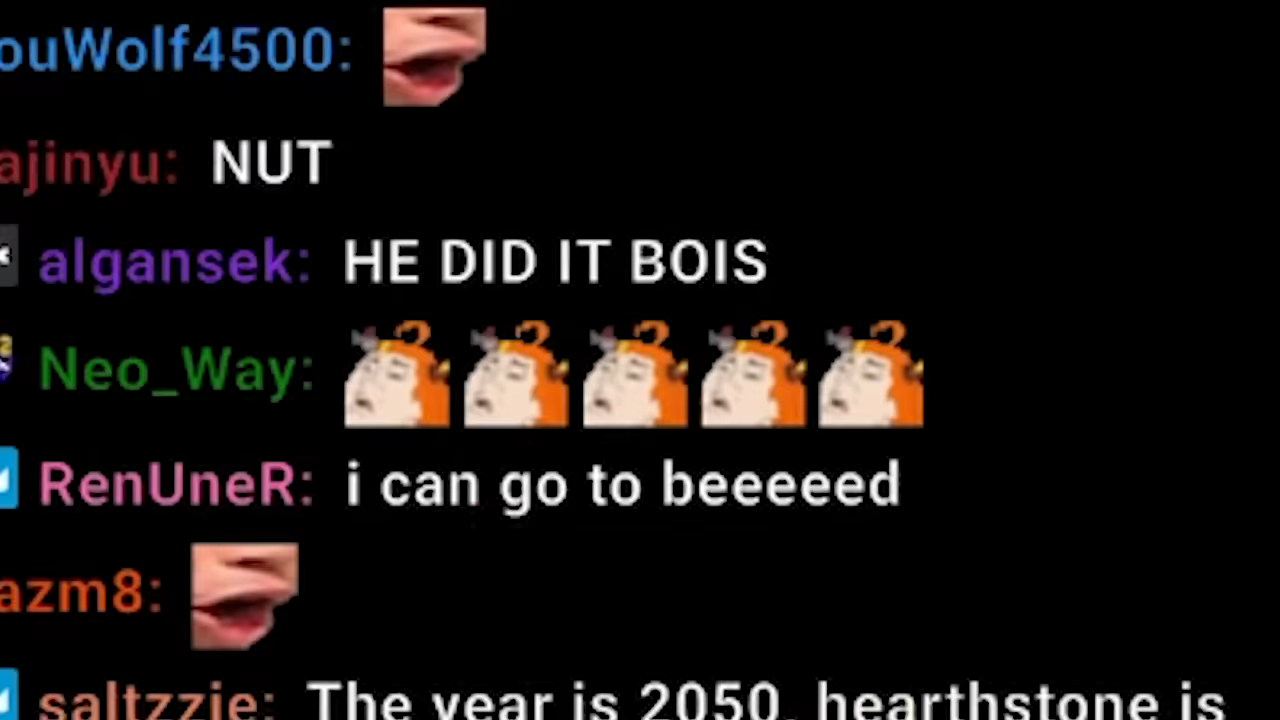 ouWolf4500:
ajinyu: NUT
algansek: HE DID IT BOIS
Neo_Way:
RenUneR: i can go to beeeeed
azm8:
saltzzie: The year is 2050, hearthstone is